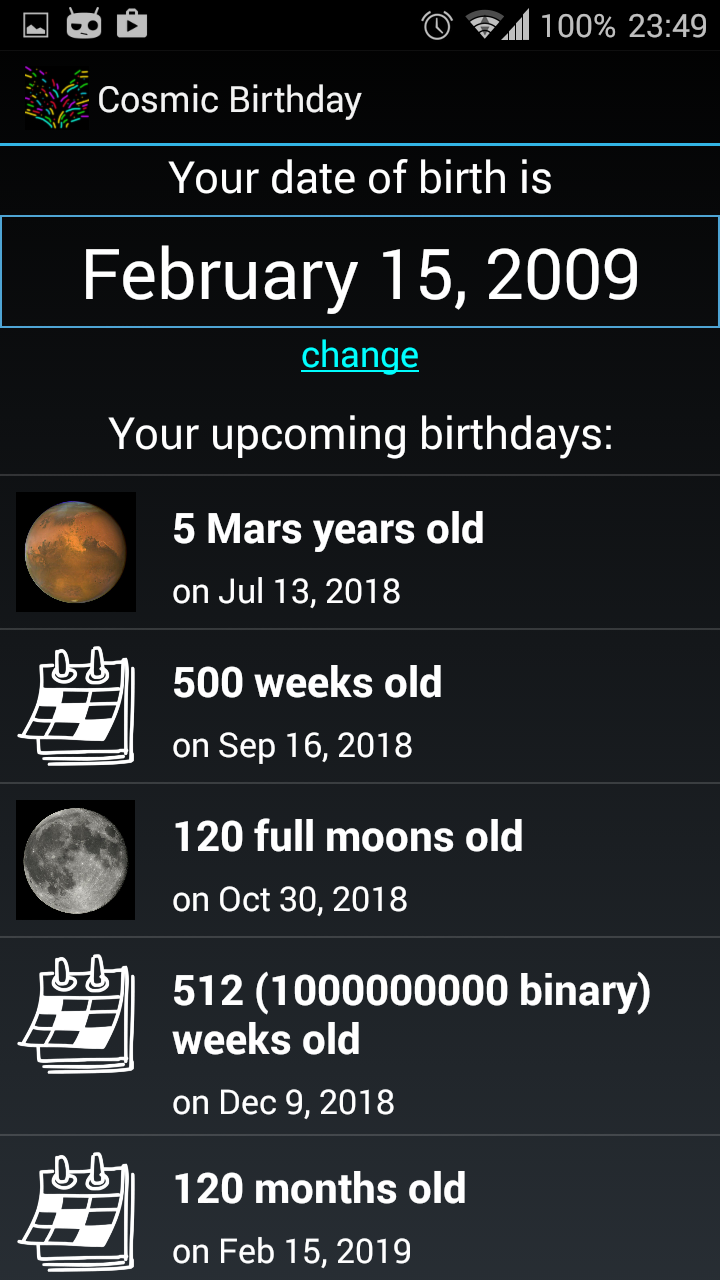 100% 23:49
Cosmic Birthday
Your date of birth is
February 15, 2009
change
Your upcoming birthdays:
5 Mars years old
on Jul 13, 2018
500 weeks old
on Sep 16, 2018
120 full moons old
on Oct 30, 2018
512 (1000000000 binary)
weeks old
on Dec 9, 2018
120 months old
on Feb 15, 2019